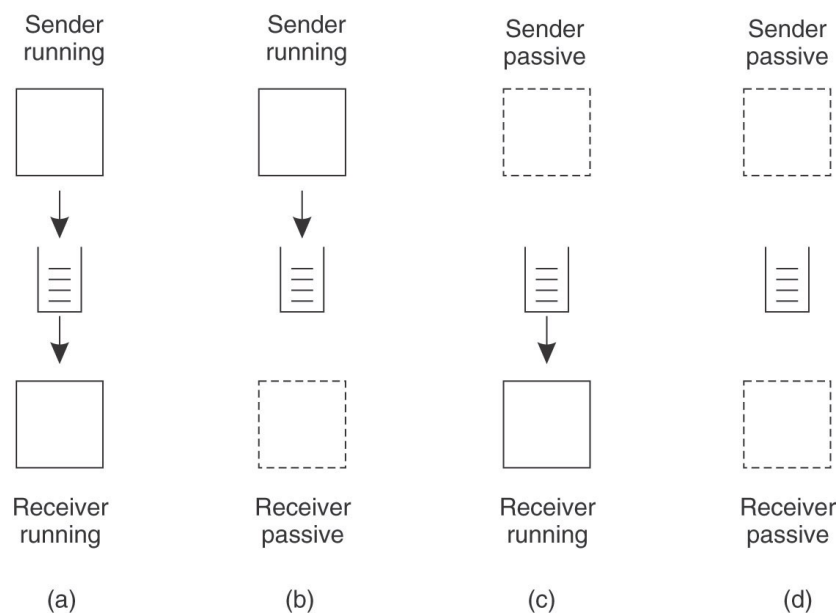 Sender
running
Sender
running
Sender
passive
Sender
passive
Receiver
running
Receiver
passive
Receiver
running
Receiver
passive
(a)
(b)
(c)
(d)